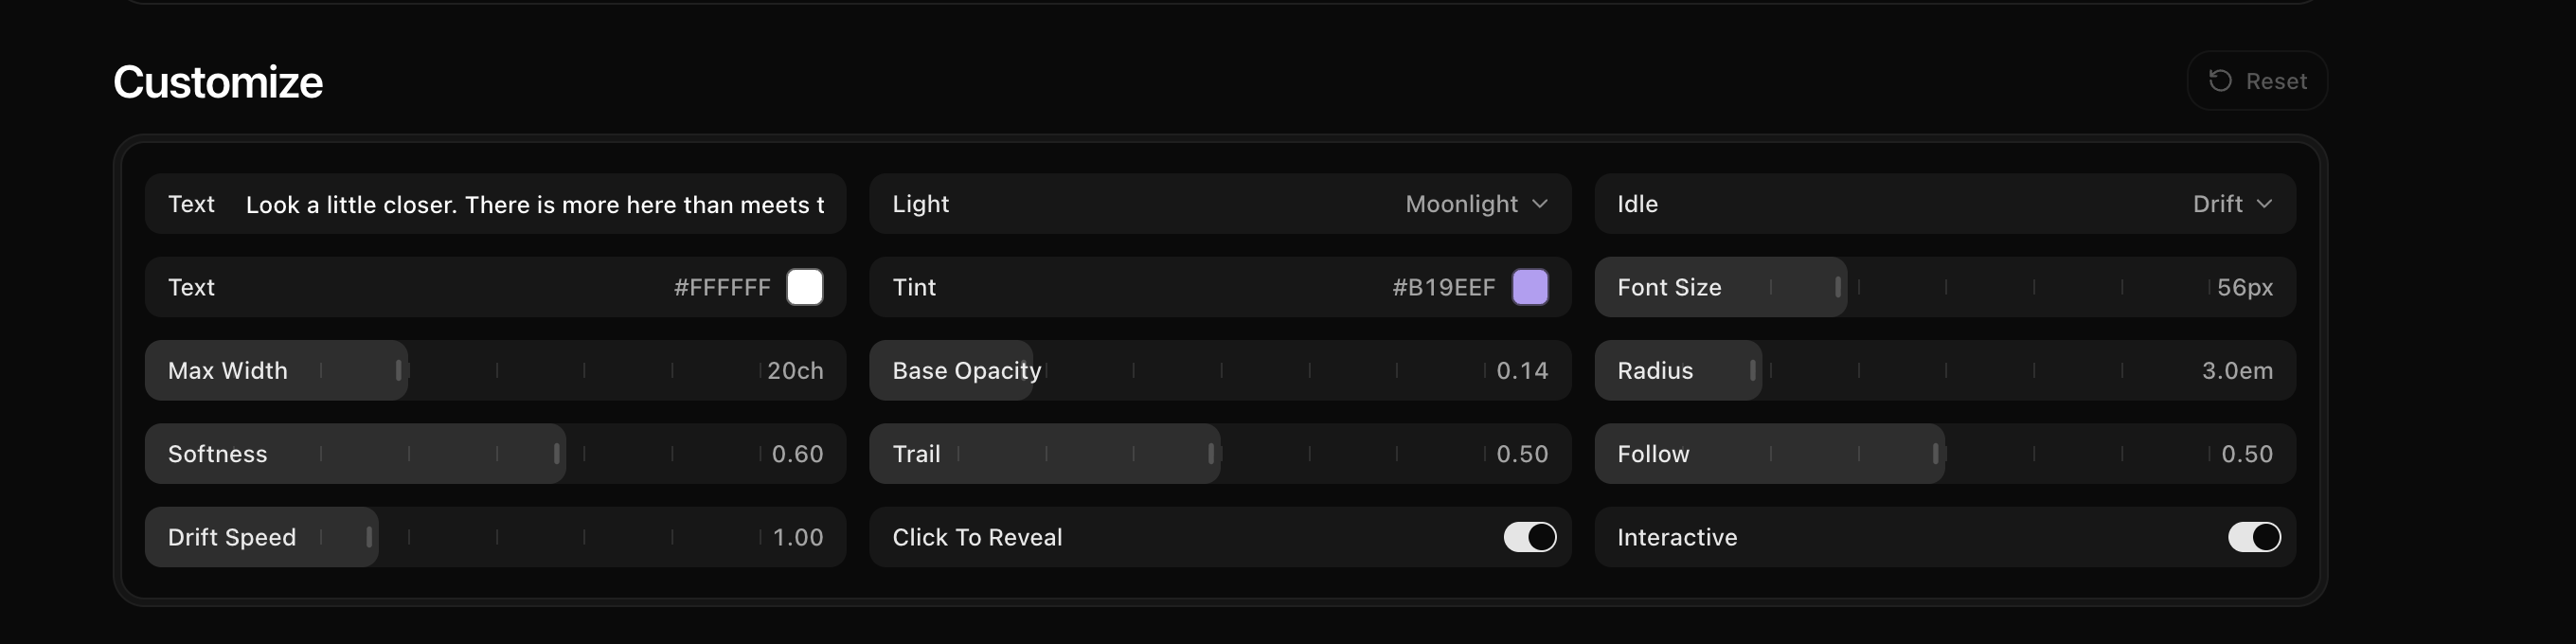 Customize
Reset
Text Look a little closer. There is more here than meets t
Light Moonlight
Idle Drift
Text #FFFFFF
Tint #B19EEF
Font Size 56px
Max Width 20ch
Base Opacity 0.14
Radius 3.0em
Softness 0.60
Trail 0.50
Follow 0.50
Drift Speed 1.00
Click To Reveal
Interactive